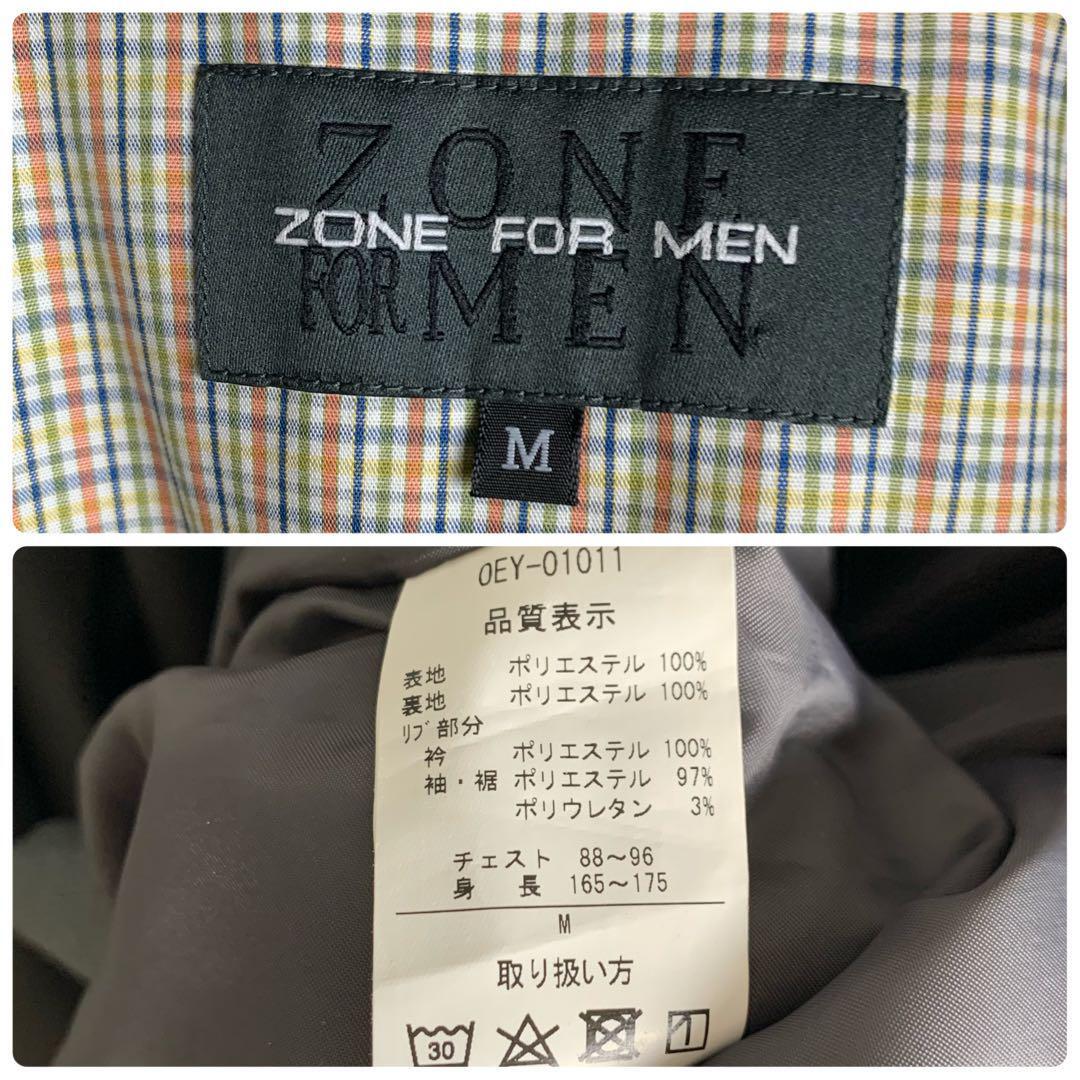 ZONE
ZONE FOR MEN
FOR MEN
M
OEY-01011
品質表示
表地 ポリエステル 100%
裏地 ポリエステル 100%
ﾘﾌﾞ部分
衿 ポリエステル 100%
袖・裾 ポリエステル 97%
ポリウレタン 3%
チェスト 88～96
身長 165～175
M
取り扱い方
30